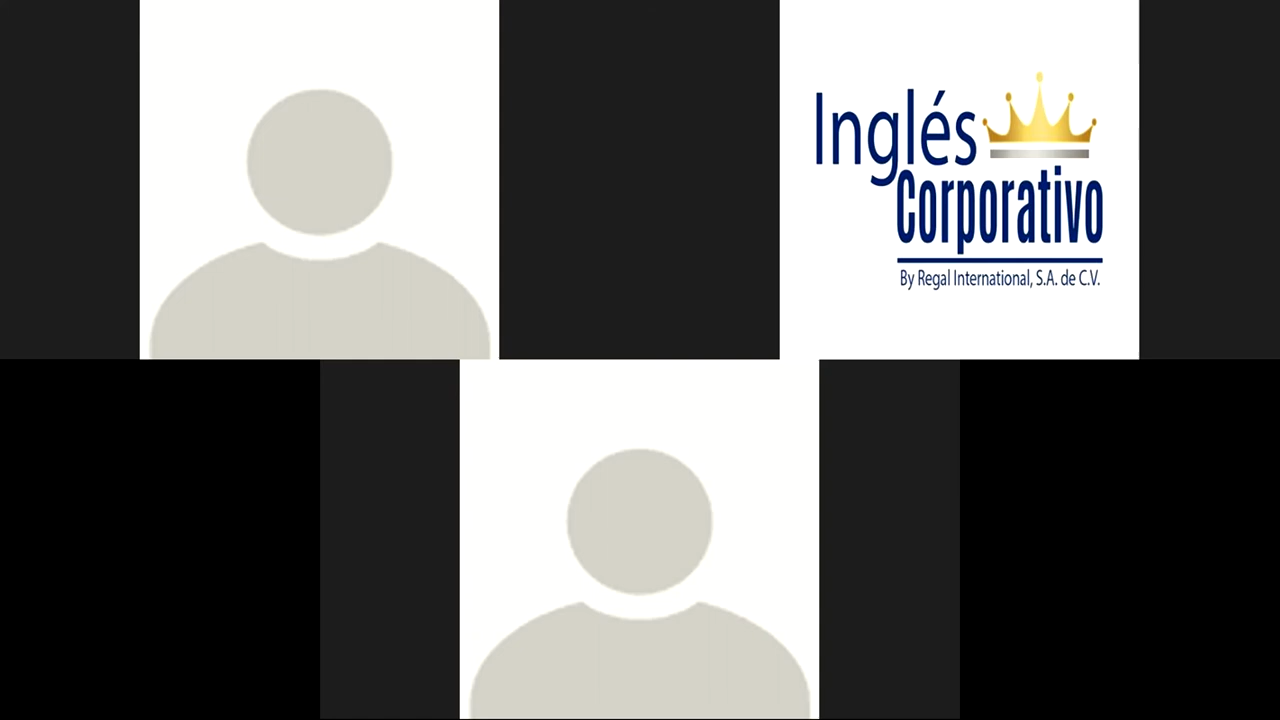 Inglés
Corporativo
By Regal International, S.A. de C.V.